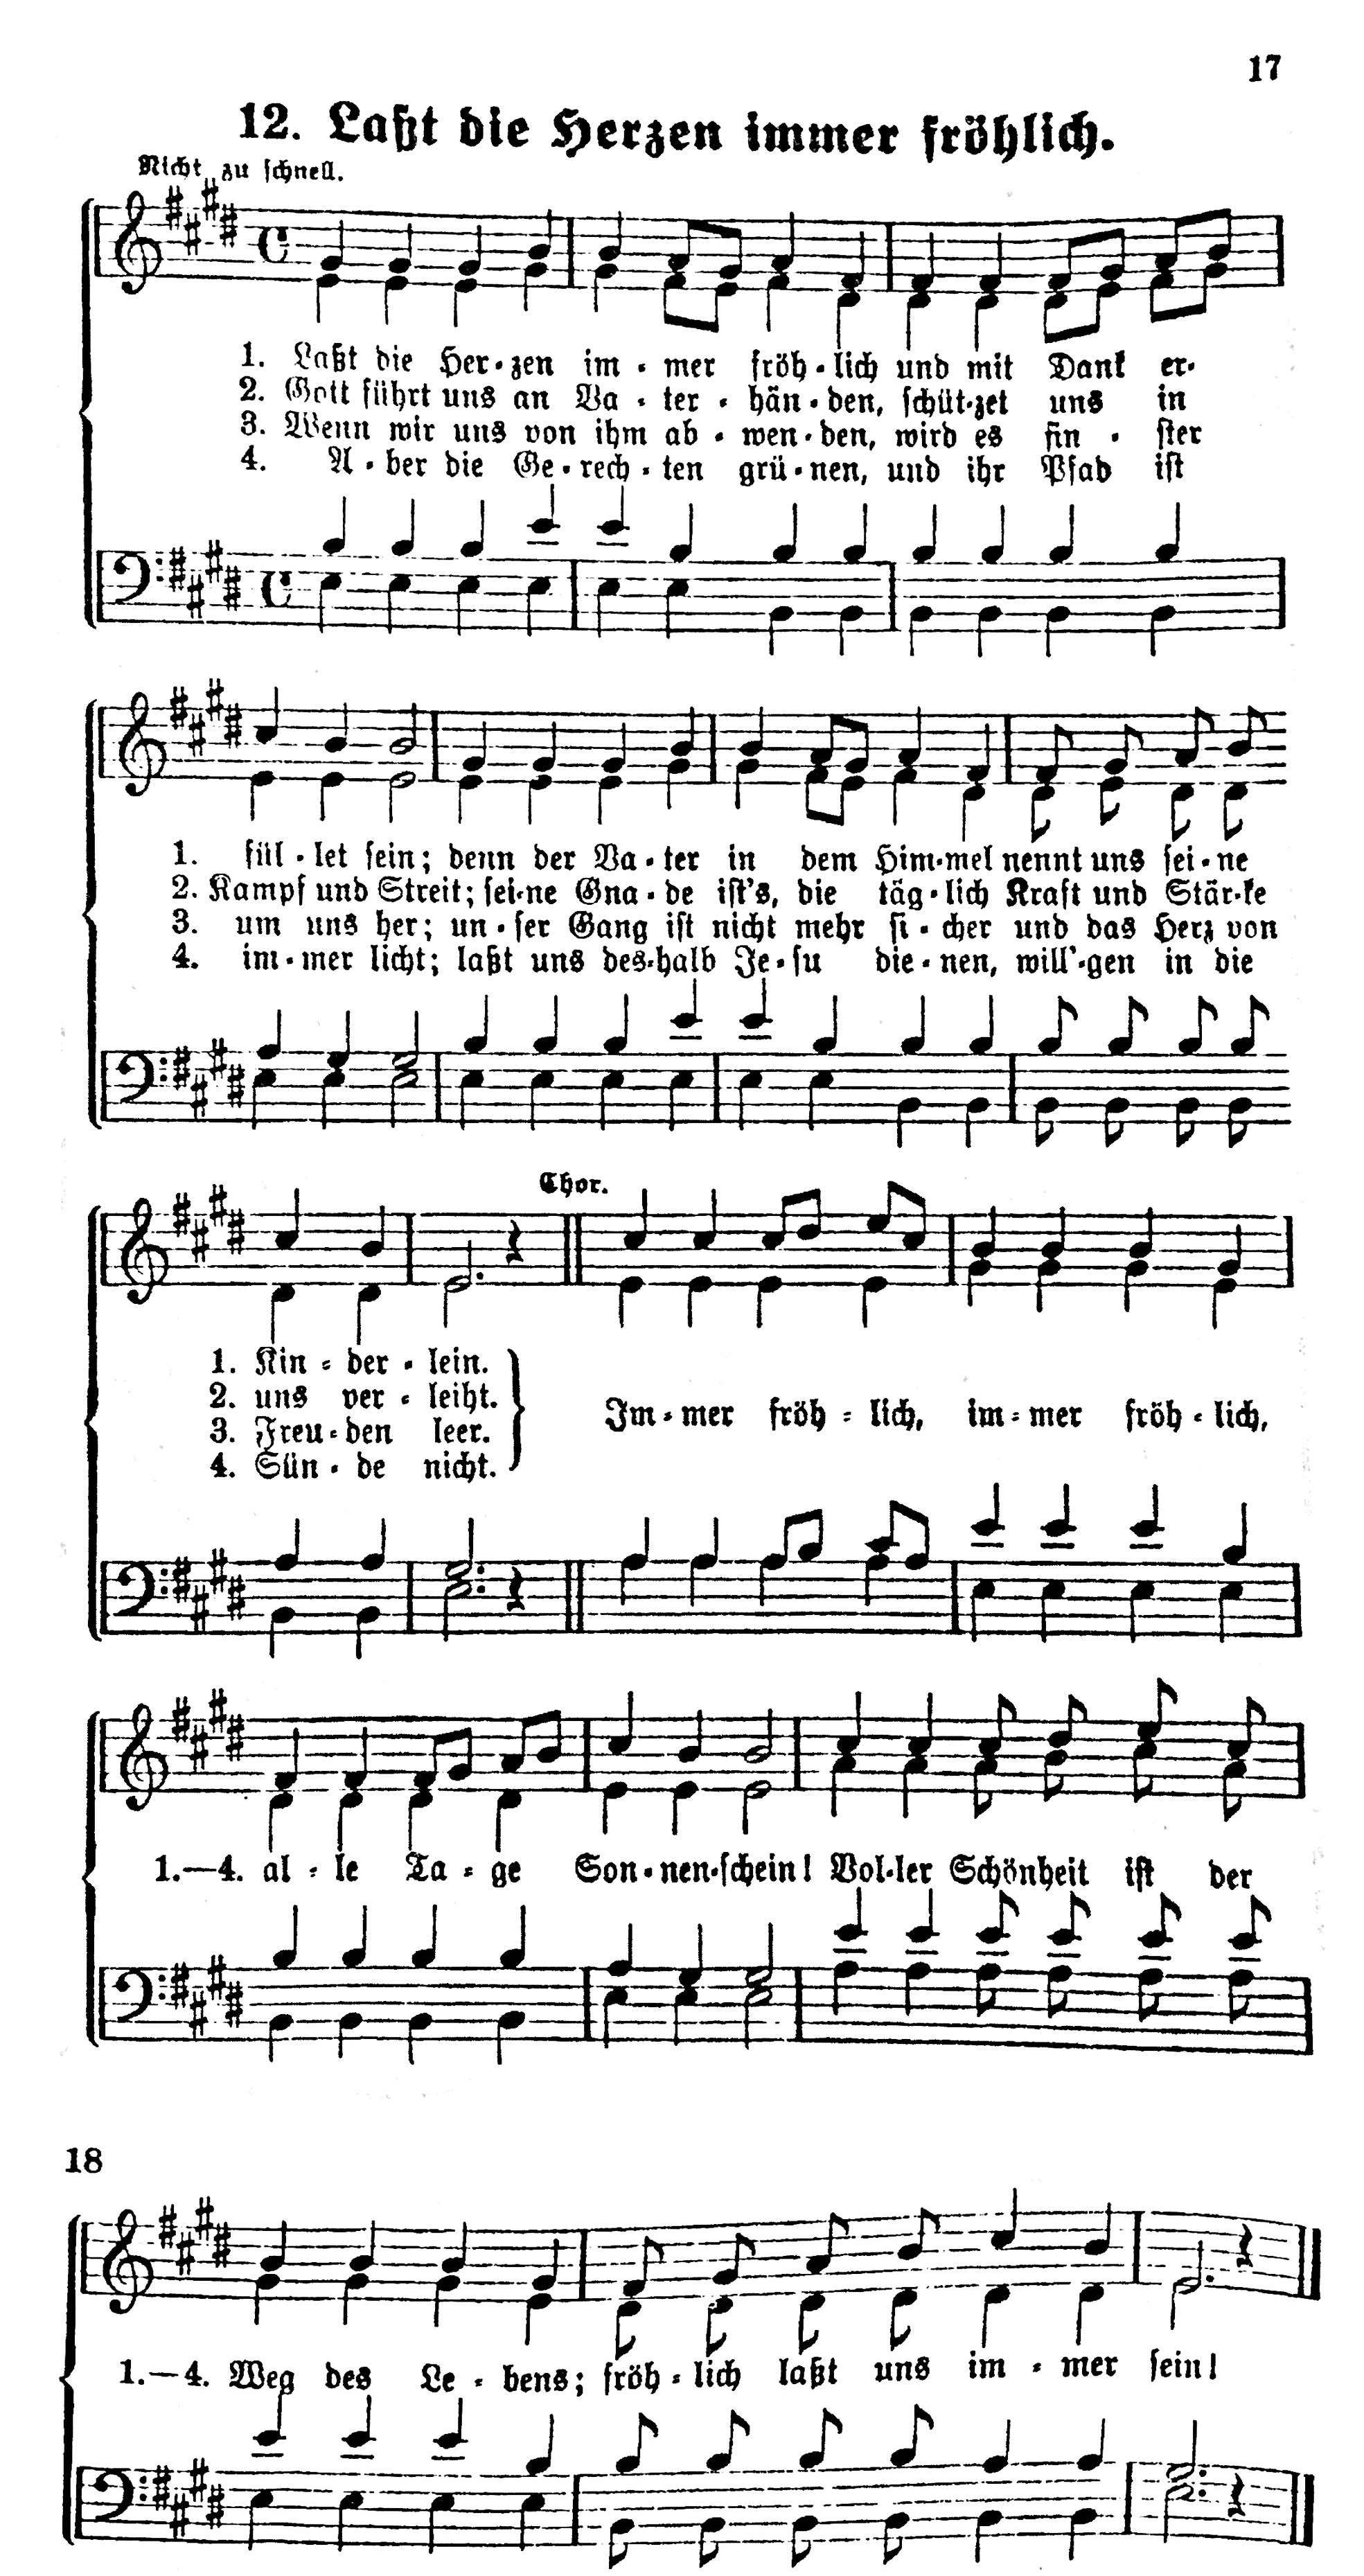 17
12. Laßt die Herzen immer fröhlich.
Nicht zu schnell.
1. Laßt die Her-zen im-mer fröh-lich und mit Dank er-
2. Gott führt uns an Va-ter-hän-den, schüt-zet uns in
3. Wenn wir uns von ihm ab-wen-den, wird es fin-ster
4. A-ber die Ge-rech-ten grü-nen, und ihr Pfad ist
1. fül-let sein; denn der Va-ter in dem Him-mel nennt uns sei-ne
2. Kampf und Streit; sei-ne Gna-de ist's, die täg-lich Kraft und Stär-ke
3. um uns her; un-ser Gang ist nicht mehr si-cher und das Herz von
4. im-mer licht; laßt uns des-halb Je-su die-nen, will'-gen in die
Chor.
1. Kin-der-lein.
2. uns ver-leiht.
3. Freu-den leer.
4. Sün-de nicht.
Im-mer fröh-lich, im-mer fröh-lich,
1.—4. al-le Ta-ge Son-nen-schein! Vol-ler Schönheit ist der
18
1.—4. Weg des Le-bens; fröh-lich laßt uns im-mer sein!